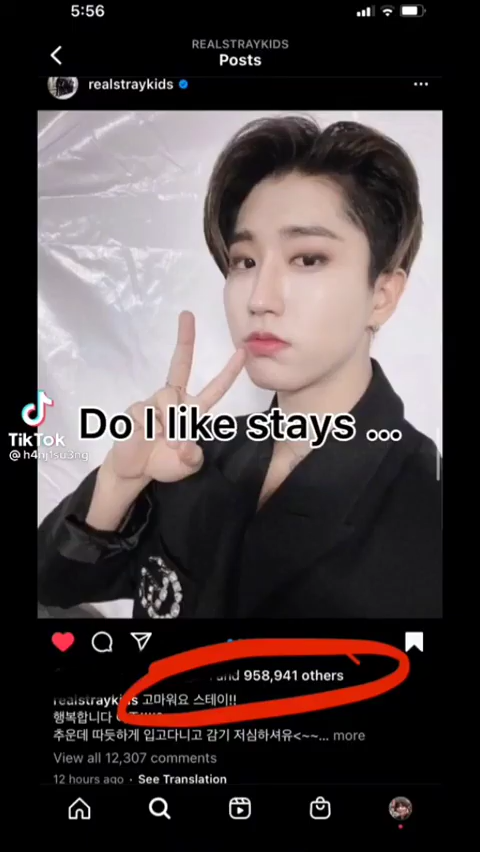 5:56
REALSTRAYKIDS
Posts
realstraykids
Do I like stays ...
TikTok
@h4nj1su3ng
and 958,941 others
realstraykids 고마워요 스테이!!
행복합니다
추운데 따듯하게 입고다니고 감기 저심하셔유<~~... more
View all 12,307 comments
12 hours ago · See Translation